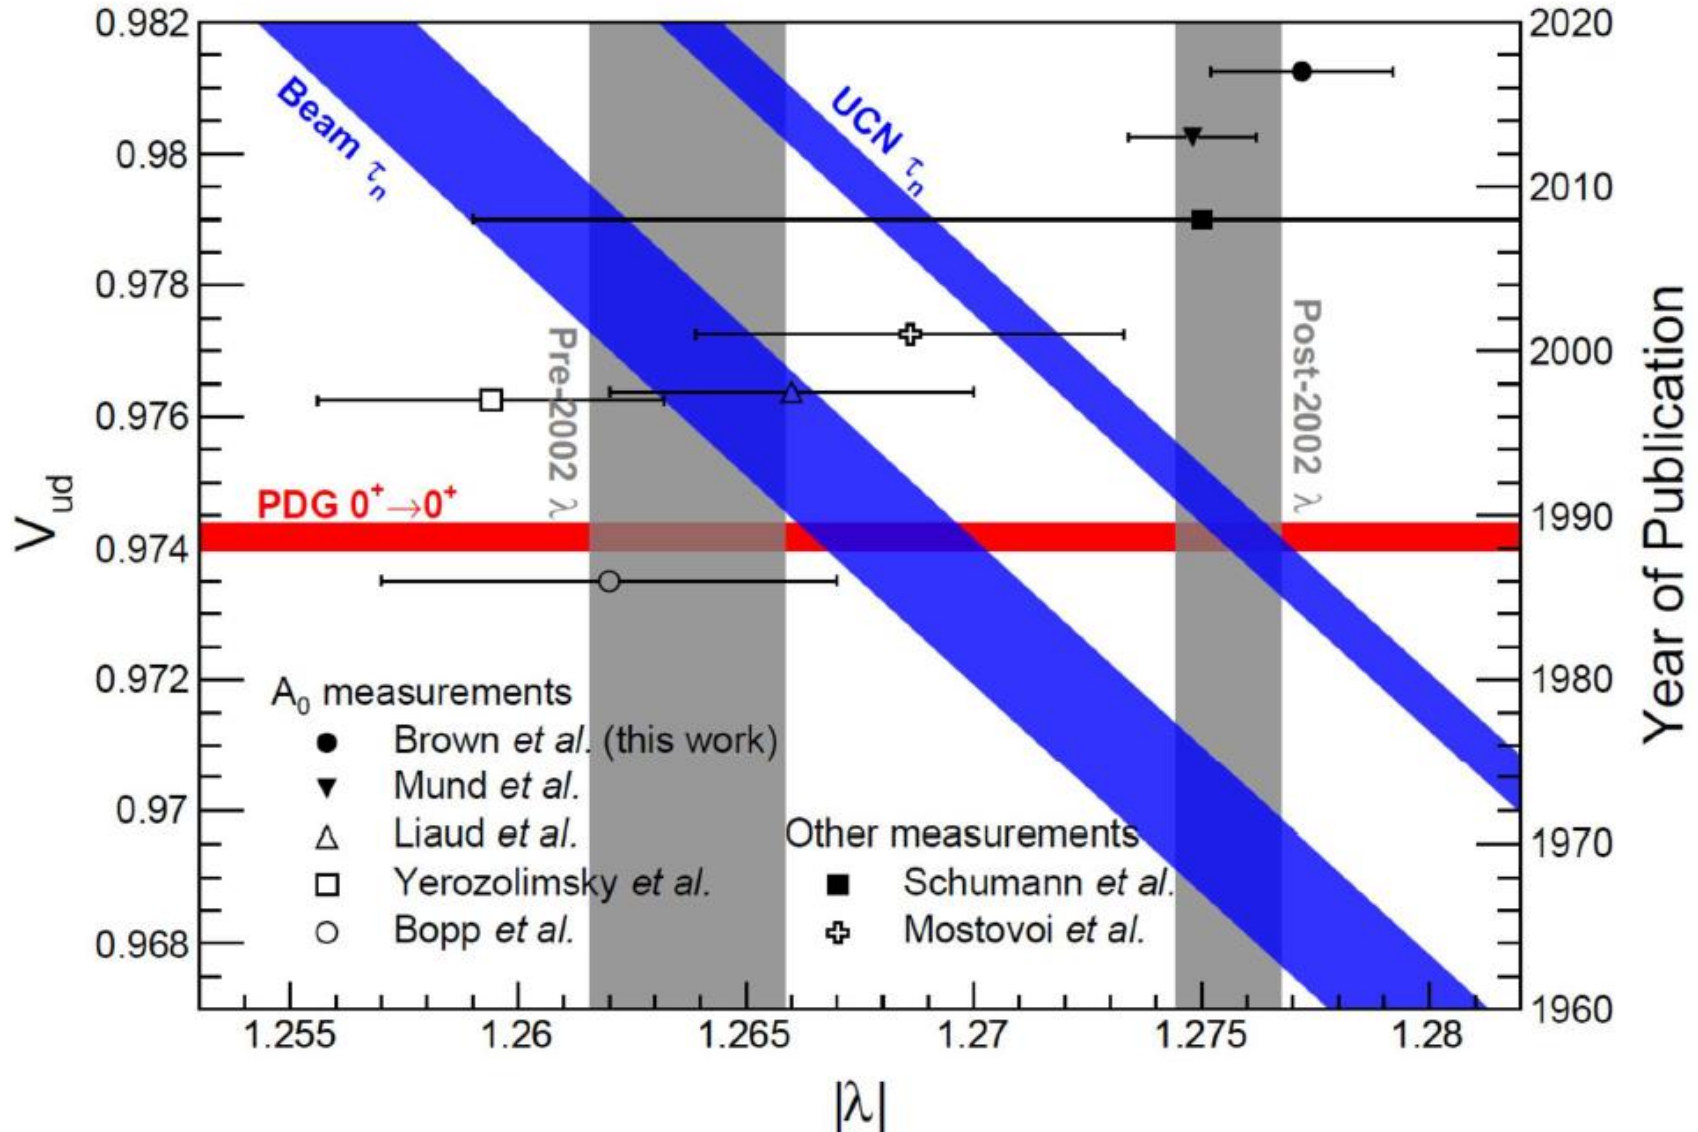 0.982
0.98
0.978
0.976
0.974
0.972
0.97
0.968
V_ud
2020
2010
2000
1990
1980
1970
1960
Year of Publication
Beam τ_n
UCN τ_n
Pre-2002 λ
Post-2002 λ
PDG 0⁺→0⁺
A₀ measurements
Brown et al. (this work)
Mund et al.
Liaud et al.
Yerozolimsky et al.
Bopp et al.
Other measurements
Schumann et al.
Mostovoi et al.
1.255 1.26 1.265 1.27 1.275 1.28
|λ|